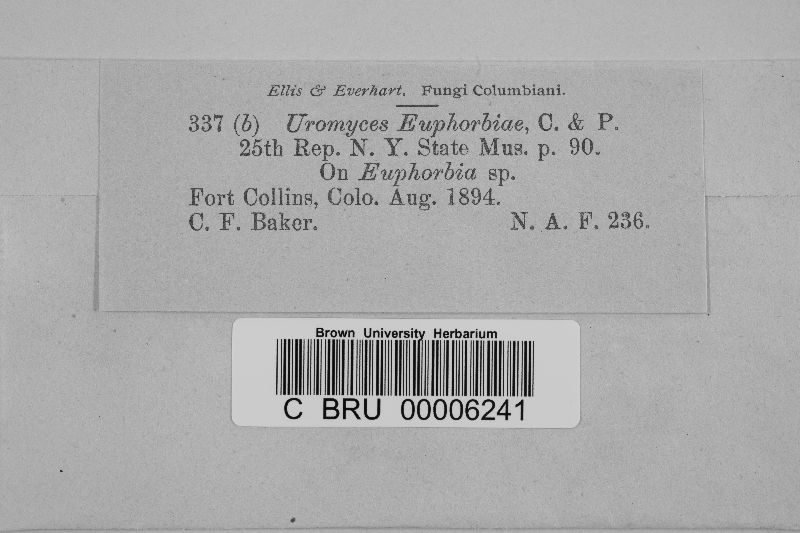 Ellis & Everhart. Fungi Columbiani.
337 (b) Uromyces Euphorbiae, C. & P.
25th Rep. N. Y. State Mus. p. 90.
On Euphorbia sp.
Fort Collins, Colo. Aug. 1894.
C. F. Baker. N. A. F. 236.
Brown University Herbarium
C BRU 00006241